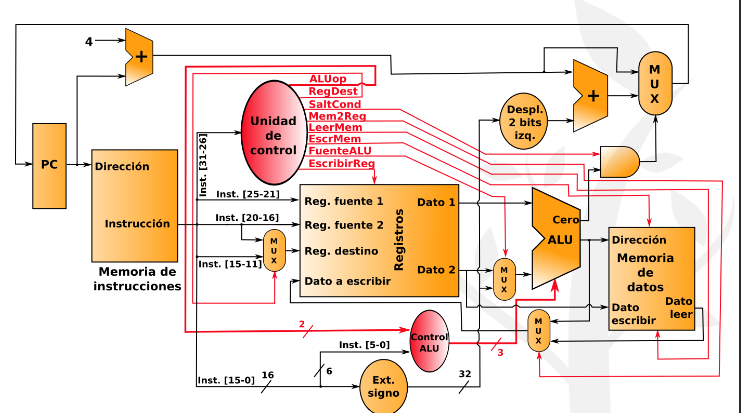 4
+
PC
Dirección
Instrucción
Memoria de
instrucciones
Inst. [31-26]
Unidad
de
control
ALUop
RegDest
SaltCond
Mem2Reg
LeerMem
EscrMem
FuenteALU
EscribirReg
Inst. [25-21]
Inst. [20-16]
Inst. [15-11]
M
U
X
Reg. fuente 1
Reg. fuente 2
Reg. destino
Dato a escribir
Registros
Dato 1
Dato 2
M
U
X
Despl.
2 bits
izq.
+
M
U
X
Cero
ALU
Dirección
Memoria
de
datos
Dato
leer
Dato
escribir
M
U
X
2
Control
ALU
3
Inst. [5-0]
6
Inst. [15-0]
16
Ext.
signo
32